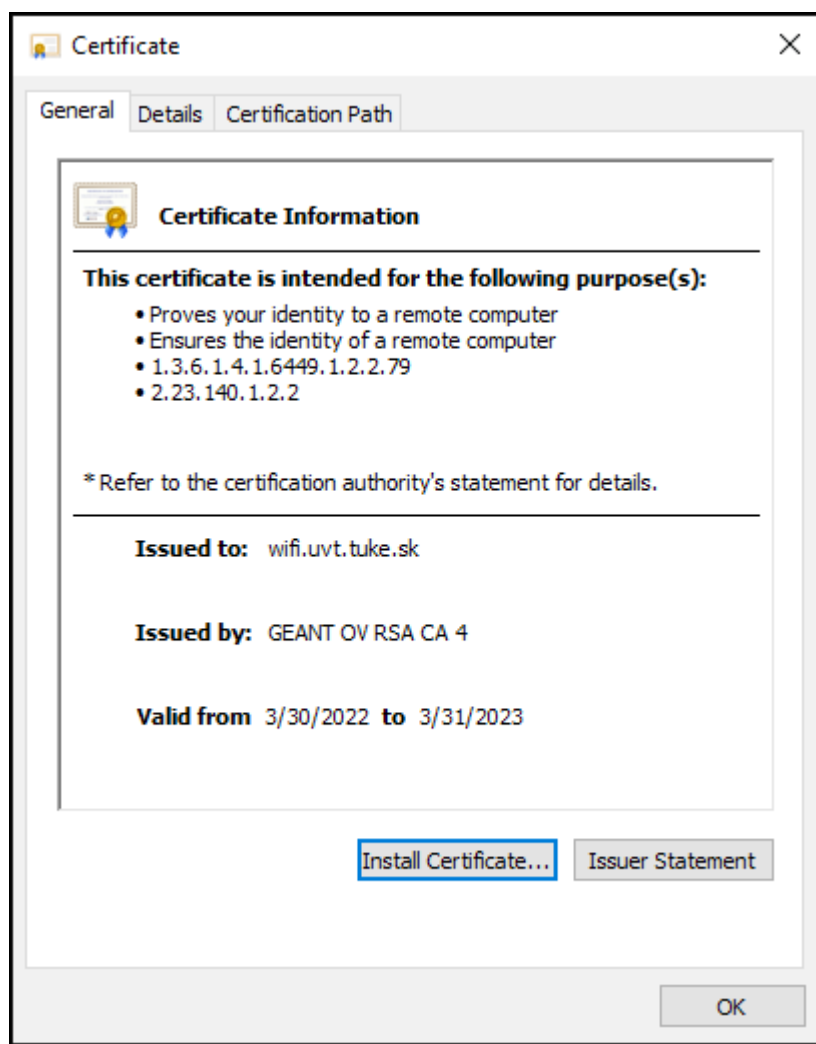 Certificate
General Details Certification Path
Certificate Information
This certificate is intended for the following purpose(s):
• Proves your identity to a remote computer
• Ensures the identity of a remote computer
• 1.3.6.1.4.1.6449.1.2.2.79
• 2.23.140.1.2.2
* Refer to the certification authority's statement for details.
Issued to: wifi.uvt.tuke.sk
Issued by: GEANT OV RSA CA 4
Valid from 3/30/2022 to 3/31/2023
Install Certificate... Issuer Statement
OK